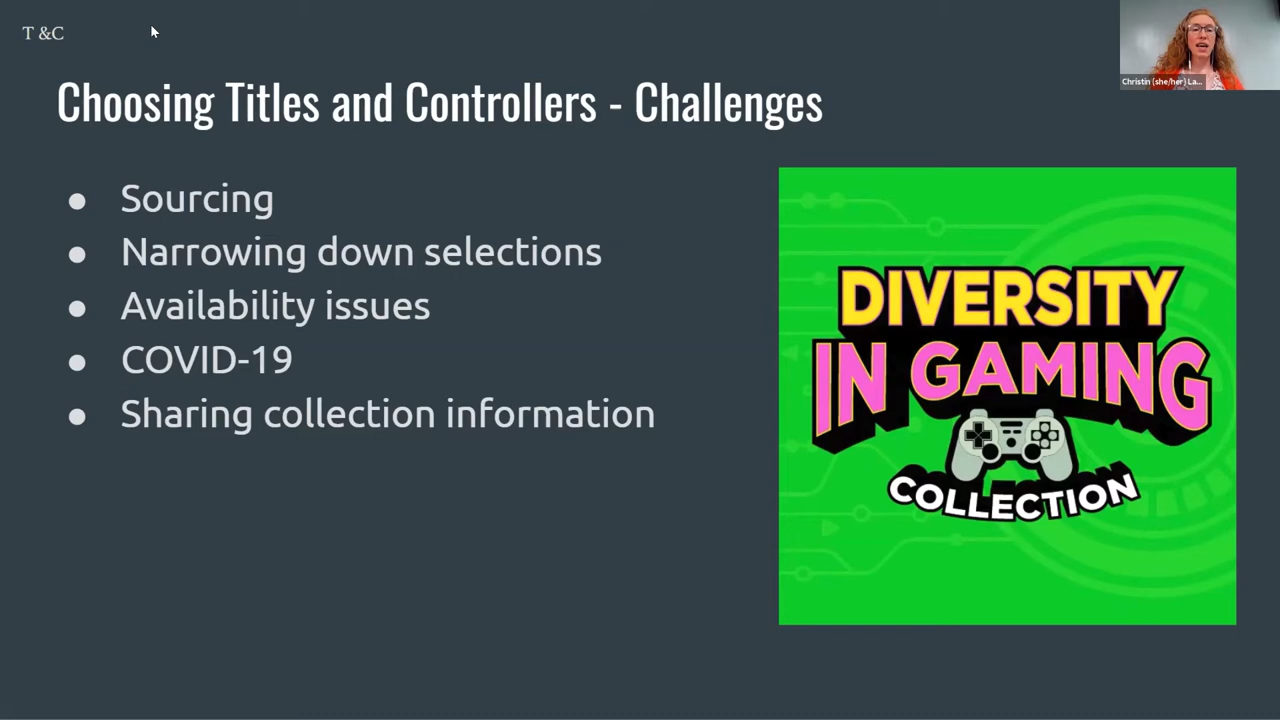 T &C
Christin (she/her) La...
Choosing Titles and Controllers - Challenges
● Sourcing
● Narrowing down selections
● Availability issues
● COVID-19
● Sharing collection information
DIVERSITY
IN GAMING
COLLECTION